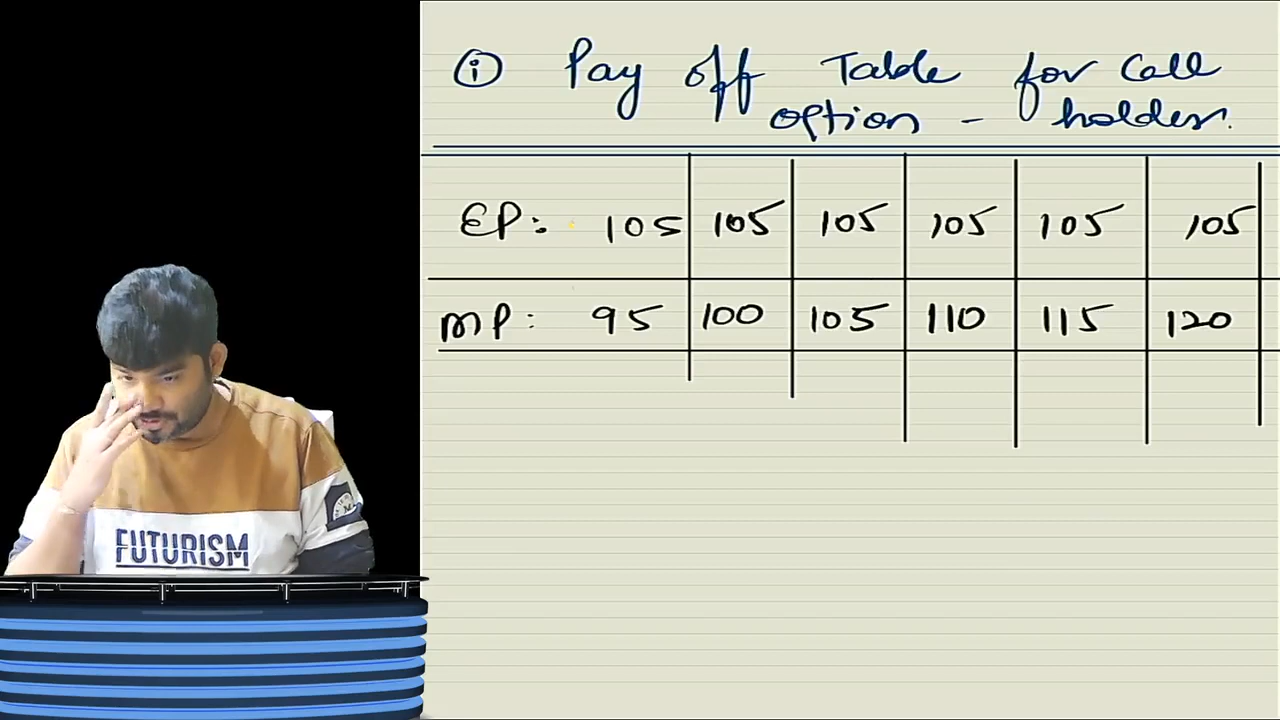 i Pay off Table for Call
option - holder.
EP: 105 105 105 105 105 105
MP: 95 100 105 110 115 120
FUTURISM